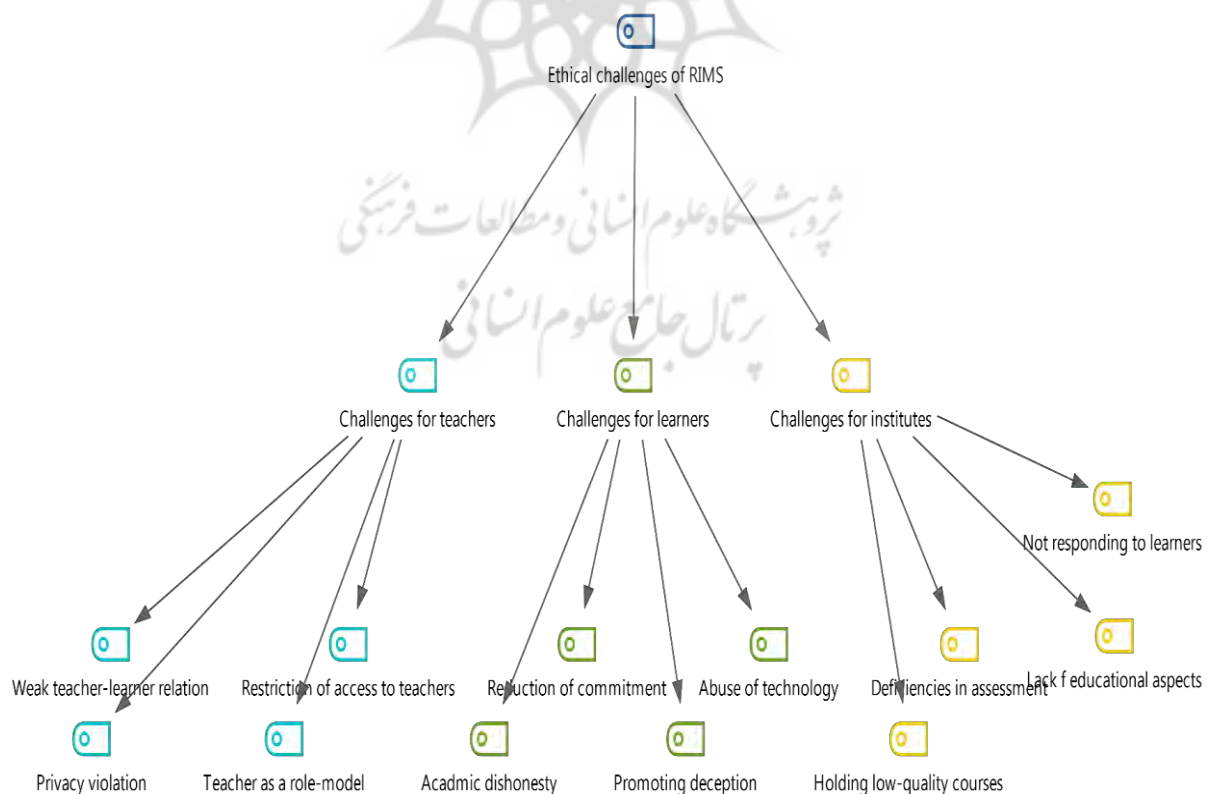 Ethical challenges of RIMS
پژوهشگاه علوم انسانی و مطالعات فرهنگی
پرتال جامع علوم انسانی
Challenges for teachers
Challenges for learners
Challenges for institutes
Not responding to learners
Weak teacher-learner relation
Restriction of access to teachers
Reduction of commitment
Abuse of technology
Deficiencies in assessment
Lack f educational aspects
Privacy violation
Teacher as a role-model
Acadmic dishonesty
Promoting deception
Holding low-quality courses